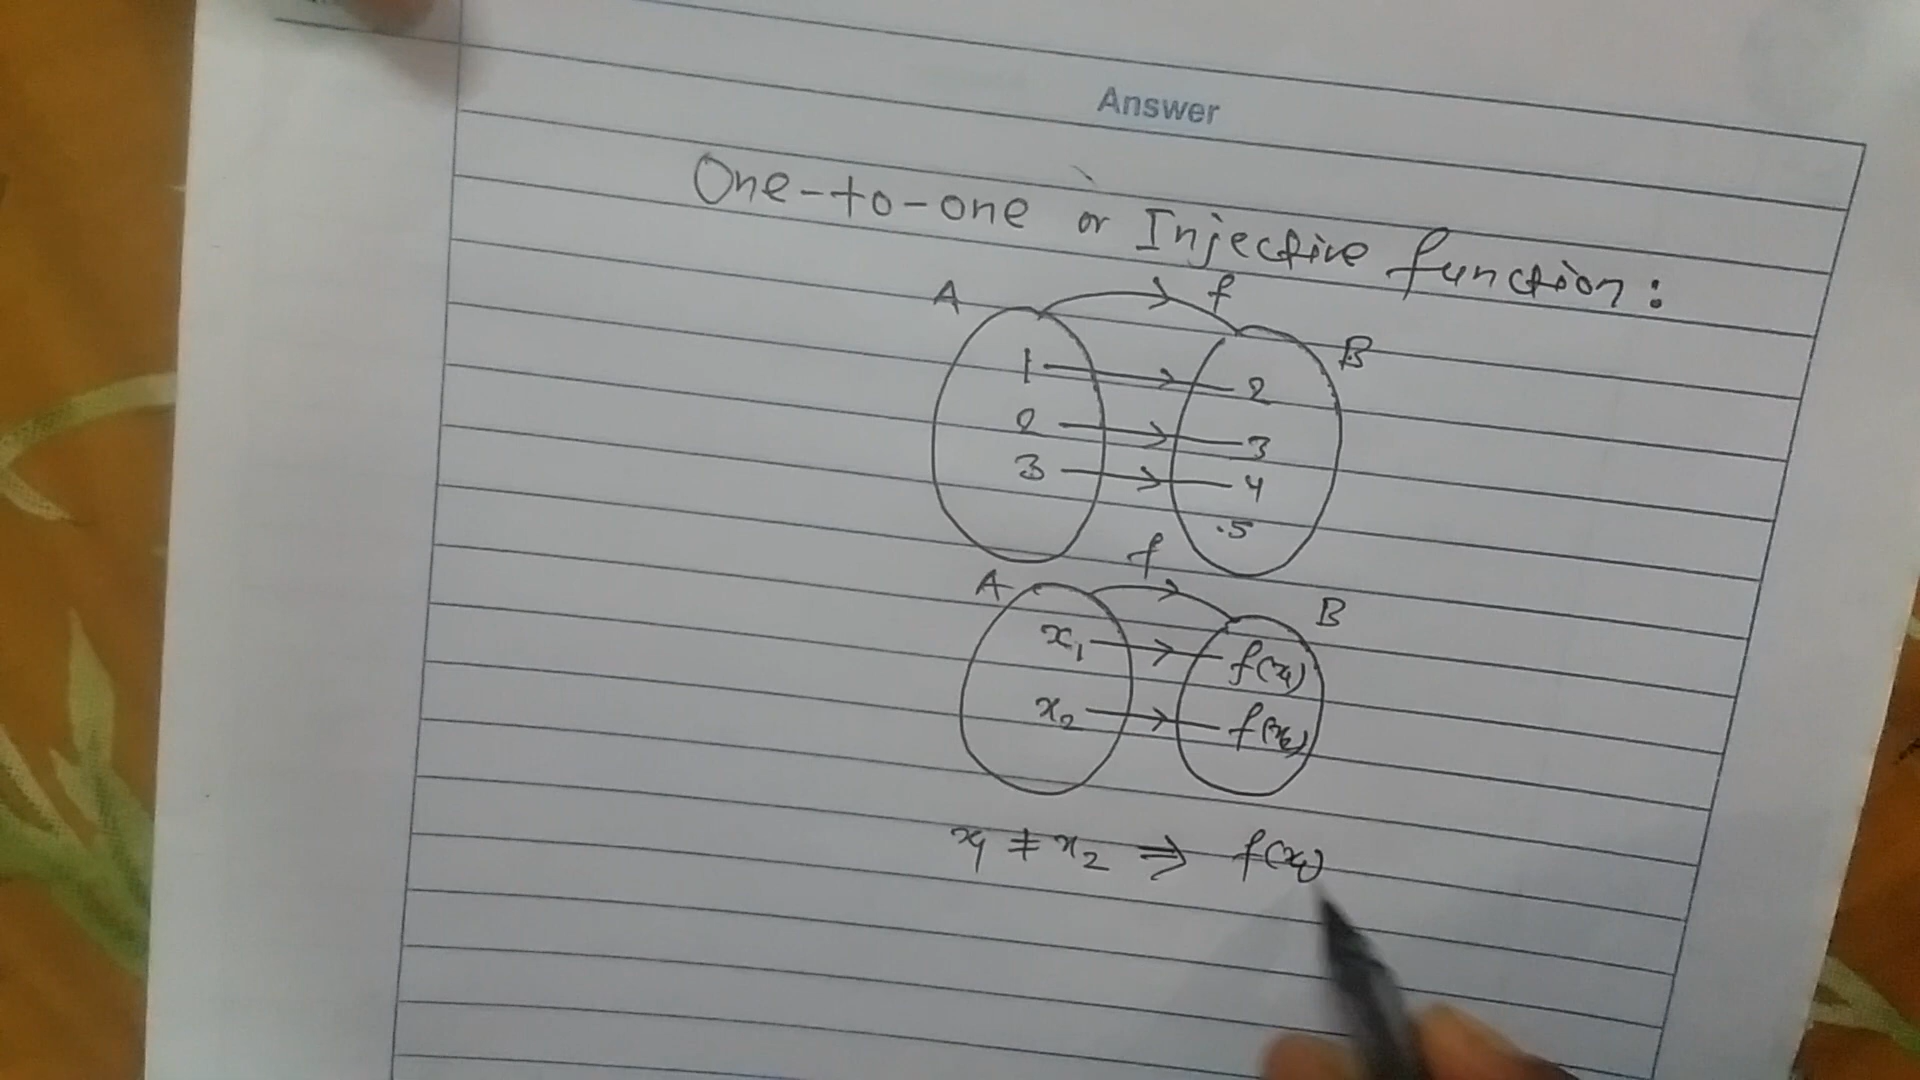 Answer
One-to-one or Injective function:
A f B
1 2
2 3
3 4
.5
A f B
x₁ f(x₁)
x₂ f(x₂)
x₁ ≠ x₂ ⇒ f(x₁)